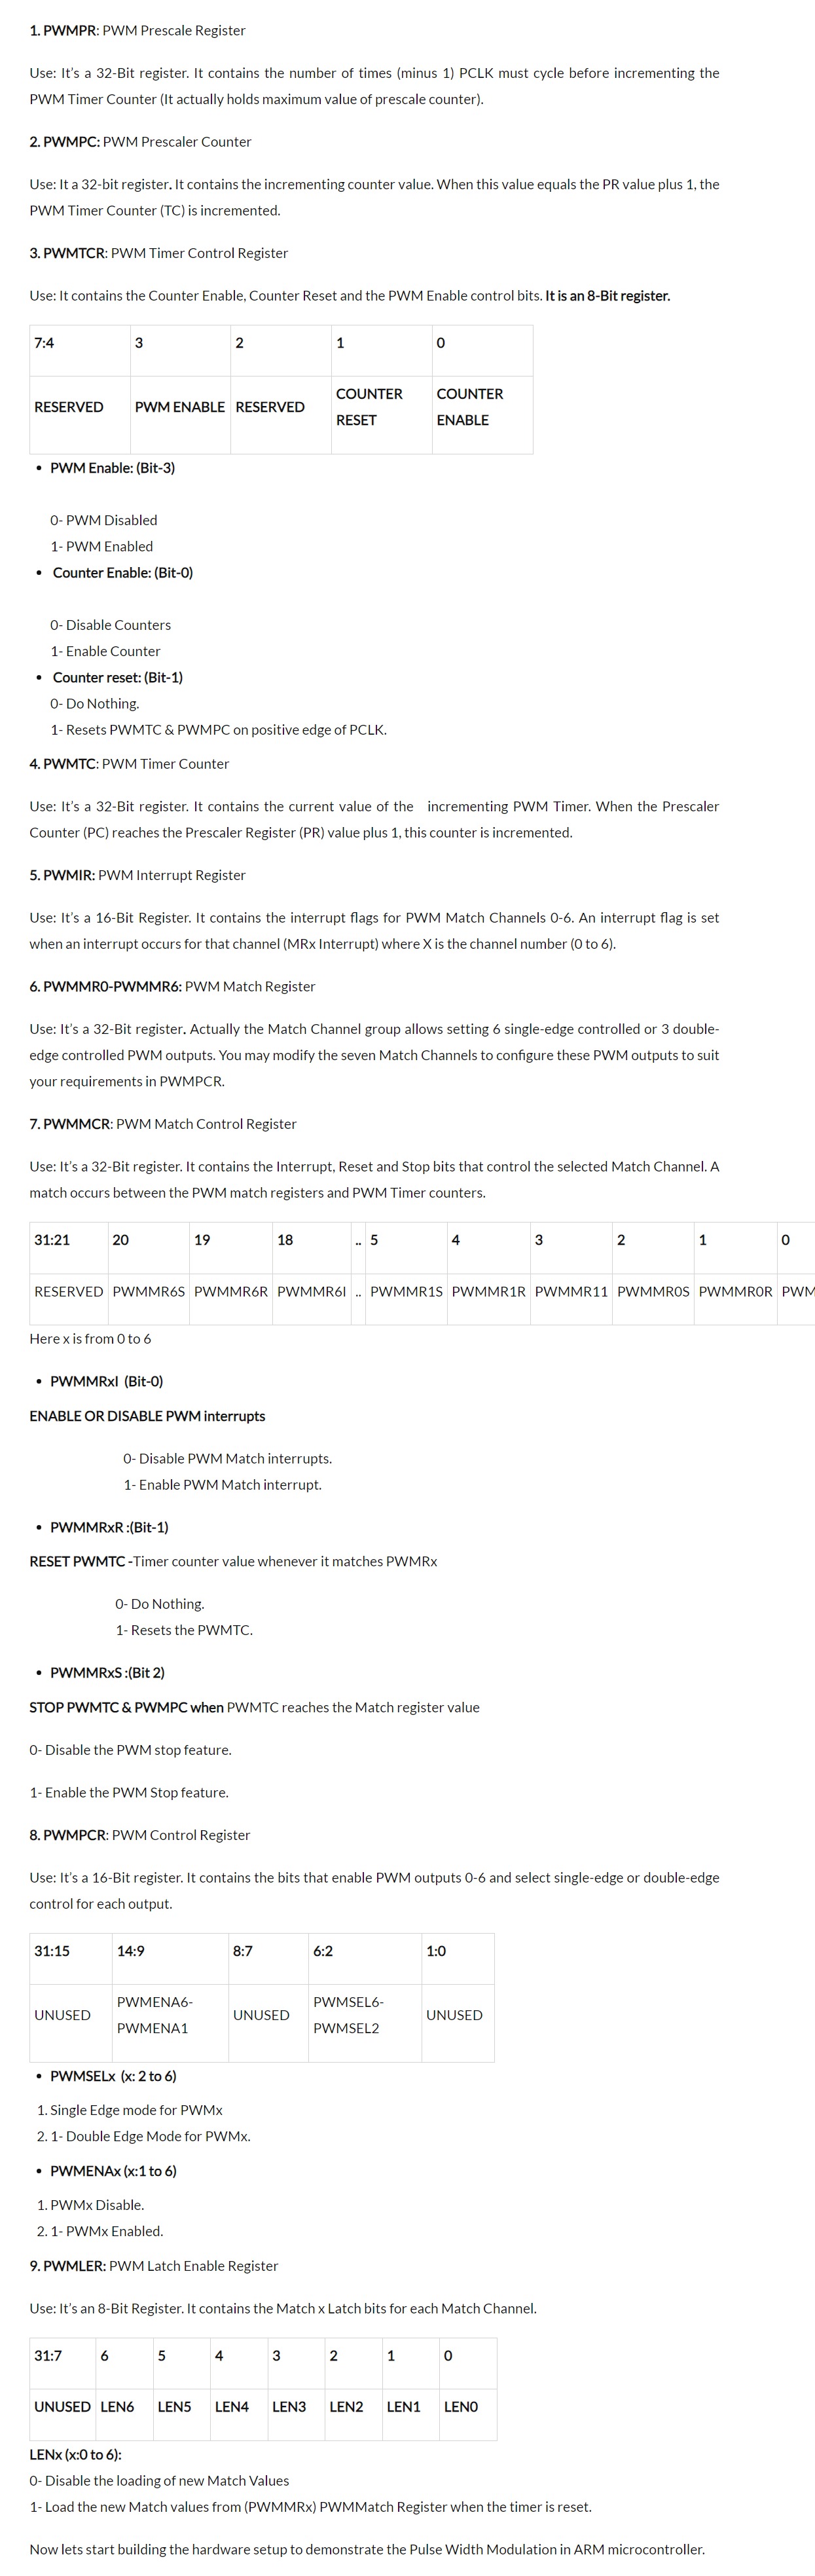 1. PWMPR: PWM Prescale Register
Use: It's a 32-Bit register. It contains the number of times (minus 1) PCLK must cycle before incrementing the
PWM Timer Counter (It actually holds maximum value of prescale counter).
2. PWMPC: PWM Prescaler Counter
Use: It a 32-bit register. It contains the incrementing counter value. When this value equals the PR value plus 1, the
PWM Timer Counter (TC) is incremented.
3. PWMTCR: PWM Timer Control Register
Use: It contains the Counter Enable, Counter Reset and the PWM Enable control bits. It is an 8-Bit register.
7:4 3 2 1 0
RESERVED PWM ENABLE RESERVED COUNTER RESET COUNTER ENABLE
• PWM Enable: (Bit-3)
0- PWM Disabled
1- PWM Enabled
• Counter Enable: (Bit-0)
0- Disable Counters
1- Enable Counter
• Counter reset: (Bit-1)
0- Do Nothing.
1- Resets PWMTC & PWMPC on positive edge of PCLK.
4. PWMTC: PWM Timer Counter
Use: It's a 32-Bit register. It contains the current value of the incrementing PWM Timer. When the Prescaler
Counter (PC) reaches the Prescaler Register (PR) value plus 1, this counter is incremented.
5. PWMIR: PWM Interrupt Register
Use: It's a 16-Bit Register. It contains the interrupt flags for PWM Match Channels 0-6. An interrupt flag is set
when an interrupt occurs for that channel (MRx Interrupt) where X is the channel number (0 to 6).
6. PWMMR0-PWMMR6: PWM Match Register
Use: It's a 32-Bit register. Actually the Match Channel group allows setting 6 single-edge controlled or 3 double-
edge controlled PWM outputs. You may modify the seven Match Channels to configure these PWM outputs to suit
your requirements in PWMPCR.
7. PWMMCR: PWM Match Control Register
Use: It's a 32-Bit register. It contains the Interrupt, Reset and Stop bits that control the selected Match Channel. A
match occurs between the PWM match registers and PWM Timer counters.
31:21 20 19 18 .. 5 4 3 2 1 0
RESERVED PWMMR6S PWMMR6R PWMMR6I .. PWMMR1S PWMMR1R PWMMR11 PWMMR0S PWMMR0R PWM
Here x is from 0 to 6
• PWMMRxI (Bit-0)
ENABLE OR DISABLE PWM interrupts
0- Disable PWM Match interrupts.
1- Enable PWM Match interrupt.
• PWMMRxR :(Bit-1)
RESET PWMTC -Timer counter value whenever it matches PWMRx
0- Do Nothing.
1- Resets the PWMTC.
• PWMMRxS :(Bit 2)
STOP PWMTC & PWMPC when PWMTC reaches the Match register value
0- Disable the PWM stop feature.
1- Enable the PWM Stop feature.
8. PWMPCR: PWM Control Register
Use: It's a 16-Bit register. It contains the bits that enable PWM outputs 0-6 and select single-edge or double-edge
control for each output.
31:15 14:9 8:7 6:2 1:0
UNUSED PWMENA6-PWMENA1 UNUSED PWMSEL6-PWMSEL2 UNUSED
• PWMSELx (x: 2 to 6)
1. Single Edge mode for PWMx
2. 1- Double Edge Mode for PWMx.
• PWMENAx (x:1 to 6)
1. PWMx Disable.
2. 1- PWMx Enabled.
9. PWMLER: PWM Latch Enable Register
Use: It's an 8-Bit Register. It contains the Match x Latch bits for each Match Channel.
31:7 6 5 4 3 2 1 0
UNUSED LEN6 LEN5 LEN4 LEN3 LEN2 LEN1 LEN0
LENx (x:0 to 6):
0- Disable the loading of new Match Values
1- Load the new Match values from (PWMMRx) PWMMatch Register when the timer is reset.
Now lets start building the hardware setup to demonstrate the Pulse Width Modulation in ARM microcontroller.